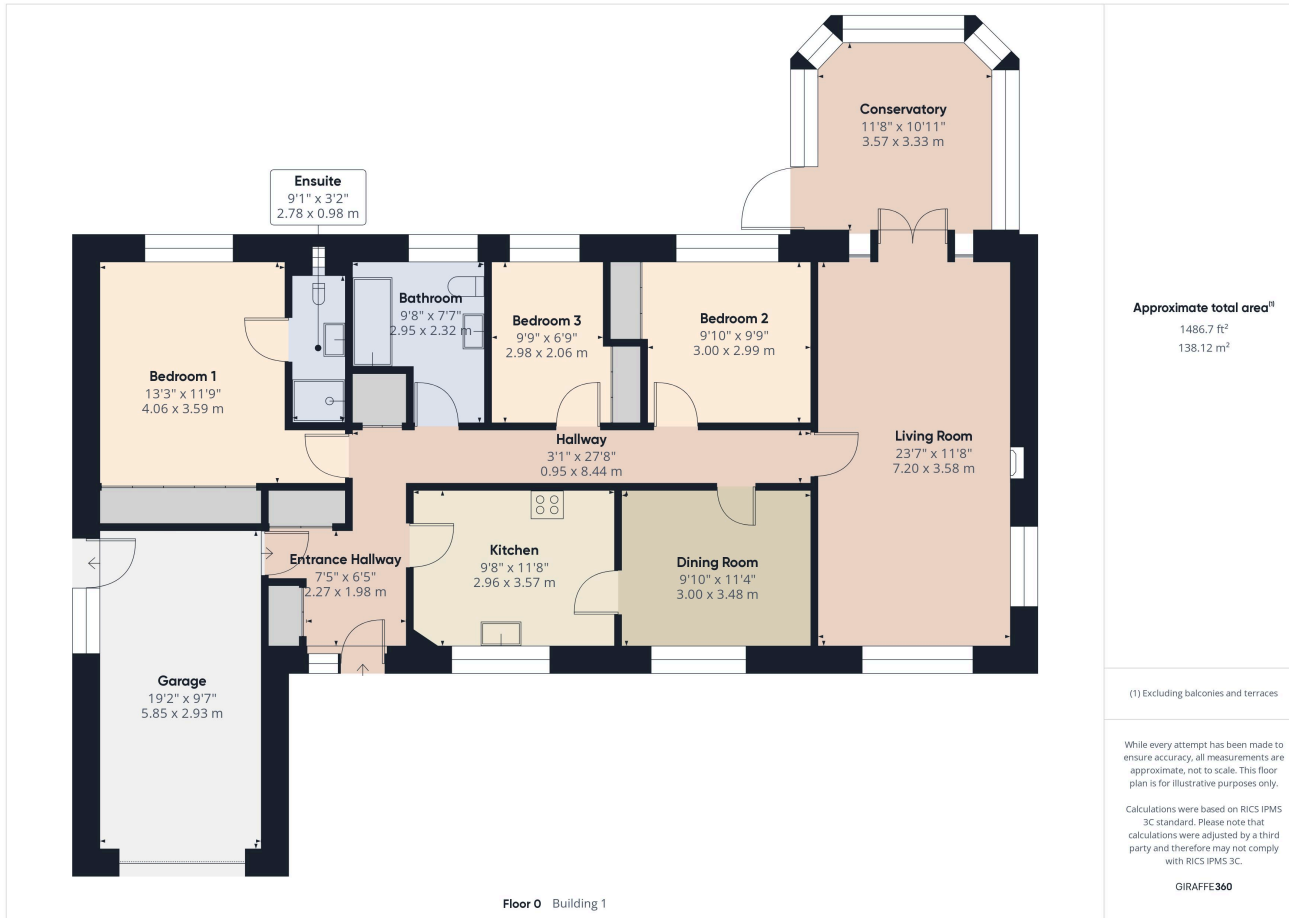 Conservatory
11'8" x 10'11"
3.57 x 3.33 m
Ensuite
9'1" x 3'2"
2.78 x 0.98 m
Bathroom
9'8" x 7'7"
2.95 x 2.32 m
Bedroom 3
9'9" x 6'9"
2.98 x 2.06 m
Bedroom 2
9'10" x 9'9"
3.00 x 2.99 m
Bedroom 1
13'3" x 11'9"
4.06 x 3.59 m
Hallway
3'1" x 27'8"
0.95 x 8.44 m
Living Room
23'7" x 11'8"
7.20 x 3.58 m
Entrance Hallway
7'5" x 6'5"
2.27 x 1.98 m
Kitchen
9'8" x 11'8"
2.96 x 3.57 m
Dining Room
9'10" x 11'4"
3.00 x 3.48 m
Garage
19'2" x 9'7"
5.85 x 2.93 m
Floor 0 Building 1
Approximate total area(1)
1486.7 ft²
138.12 m²
(1) Excluding balconies and terraces
While every attempt has been made to
ensure accuracy, all measurements are
approximate, not to scale. This floor
plan is for illustrative purposes only.
Calculations were based on RICS IPMS
3C standard. Please note that
calculations were adjusted by a third
party and therefore may not comply
with RICS IPMS 3C.
GIRAFFE360